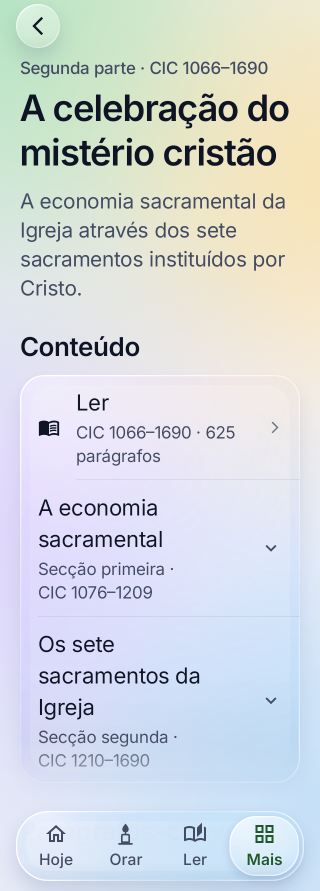 Segunda parte · CIC 1066–1690
A celebração do
mistério cristão
A economia sacramental da
Igreja através dos sete
sacramentos instituídos por
Cristo.
Conteúdo
Ler
CIC 1066–1690 · 625
parágrafos
A economia
sacramental
Secção primeira ·
CIC 1076–1209
Os sete
sacramentos da
Igreja
Secção segunda ·
CIC 1210–1690
Hoje
Orar
Ler
Mais